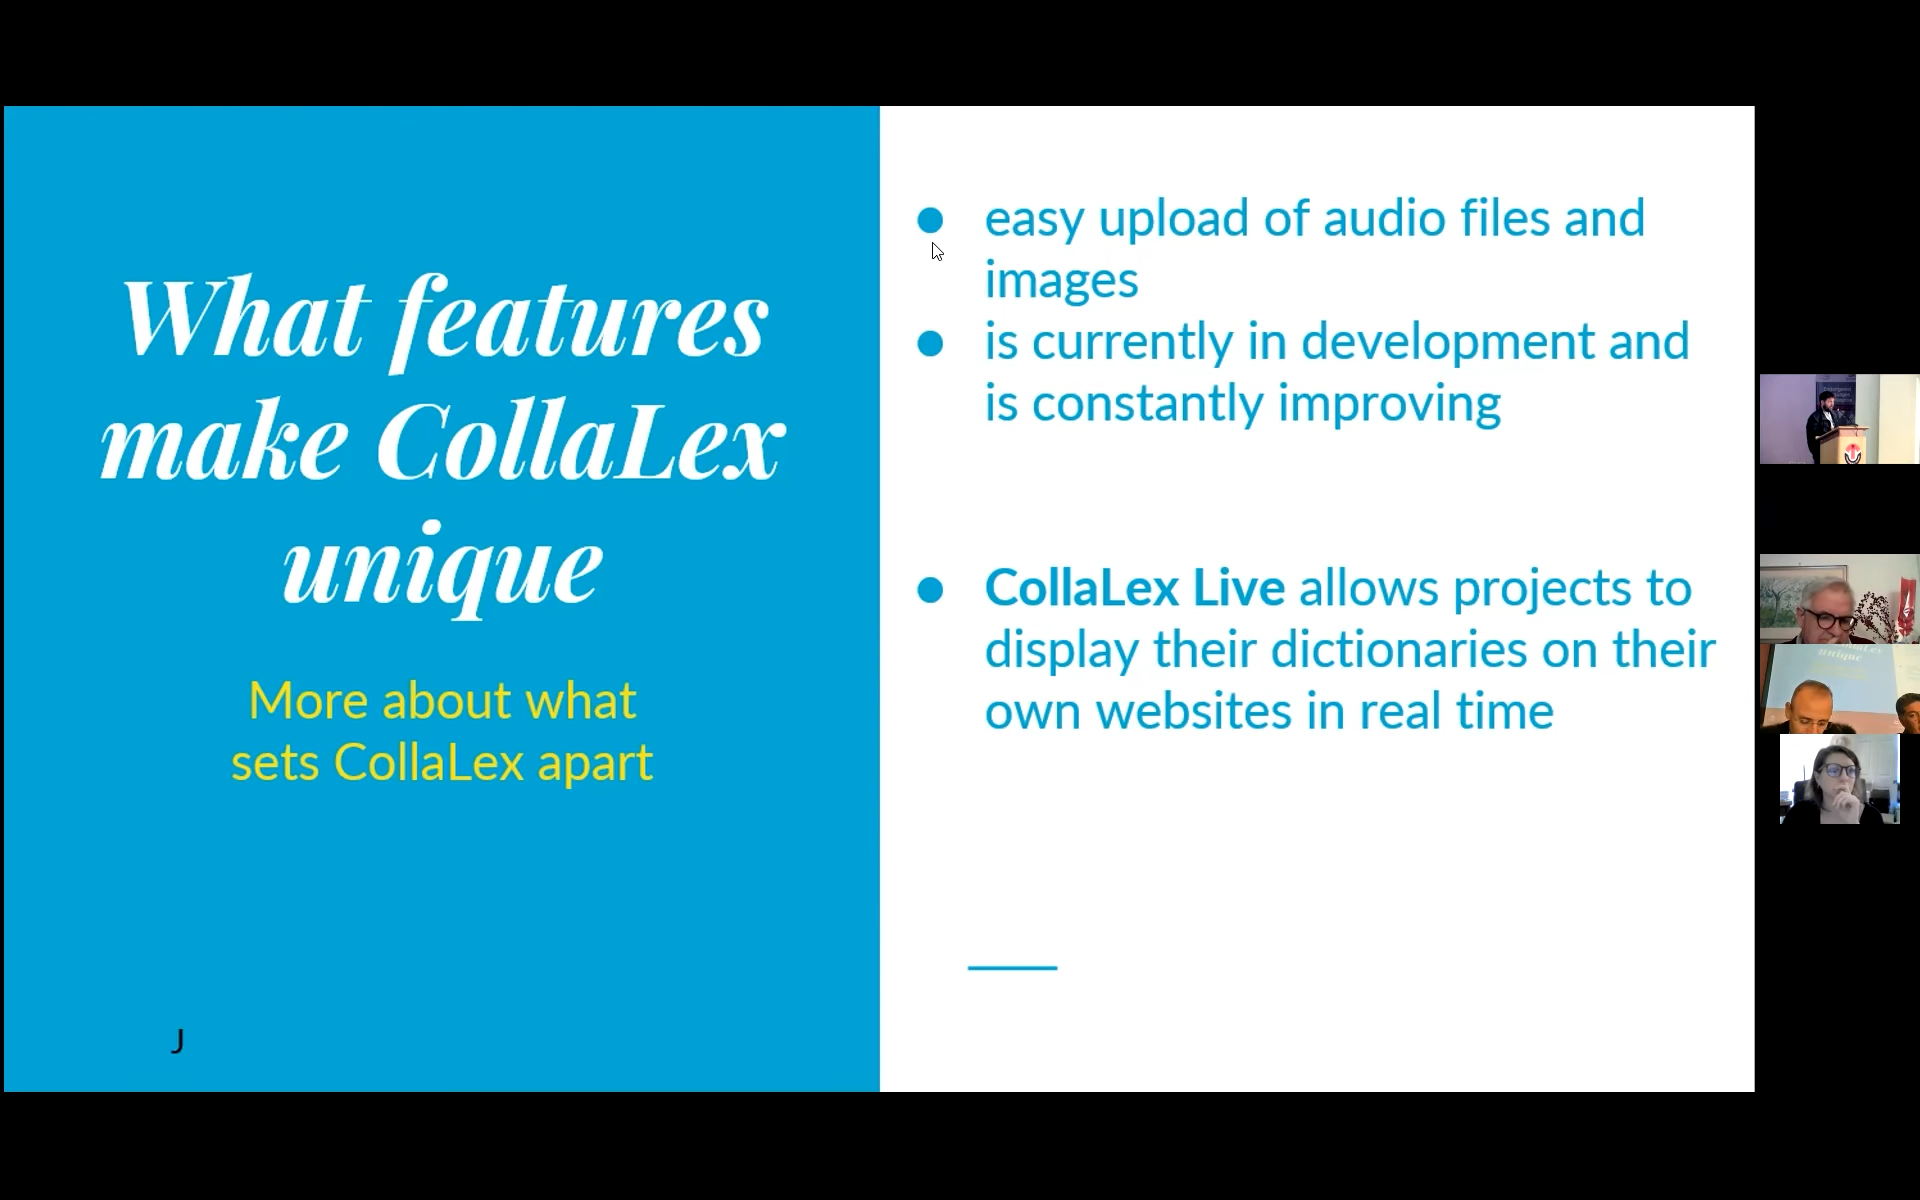 What features
make CollaLex
unique
More about what
sets CollaLex apart
J
● easy upload of audio files and
images
● is currently in development and
is constantly improving
● CollaLex Live allows projects to
display their dictionaries on their
own websites in real time
unique